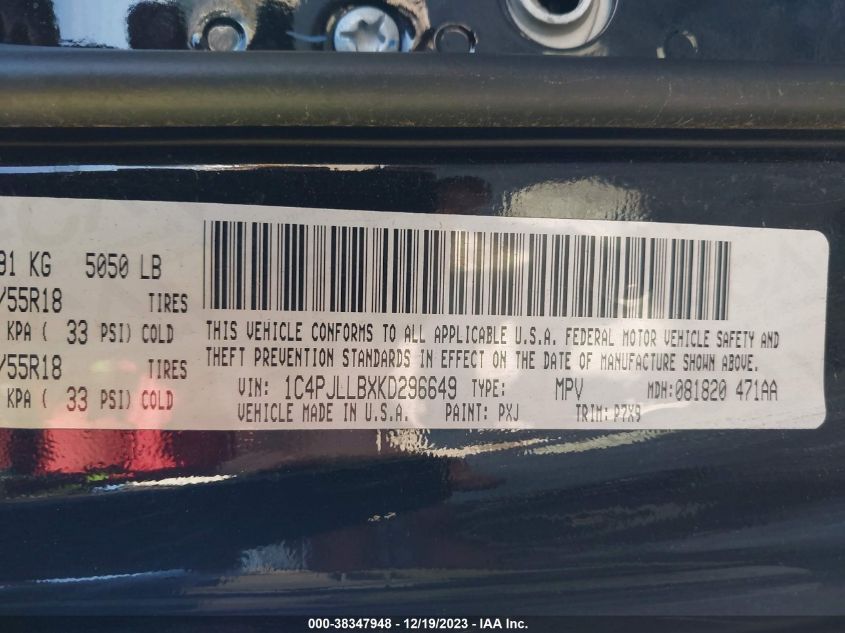 91 KG 5050 LB
/55R18 TIRES
KPA ( 33 PSI) COLD
/55R18 TIRES
KPA ( 33 PSI) COLD
THIS VEHICLE CONFORMS TO ALL APPLICABLE U.S.A. FEDERAL MOTOR VEHICLE SAFETY AND
THEFT PREVENTION STANDARDS IN EFFECT ON THE DATE OF MANUFACTURE SHOWN ABOVE.
VIN: 1C4PJLLBXKD296649 TYPE: MPV MDH: 081820 471AA
VEHICLE MADE IN U.S.A. PAINT: PXJ TRIM: P7X9
000-38347948 - 12/19/2023 - IAA Inc.